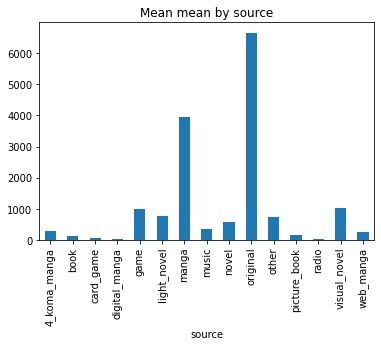 Mean mean by source
6000
5000
4000
3000
2000
1000
0
4_koma_manga
book
card_game
digital_manga
game
light_novel
manga
music
novel
original
other
picture_book
radio
visual_novel
web_manga
source